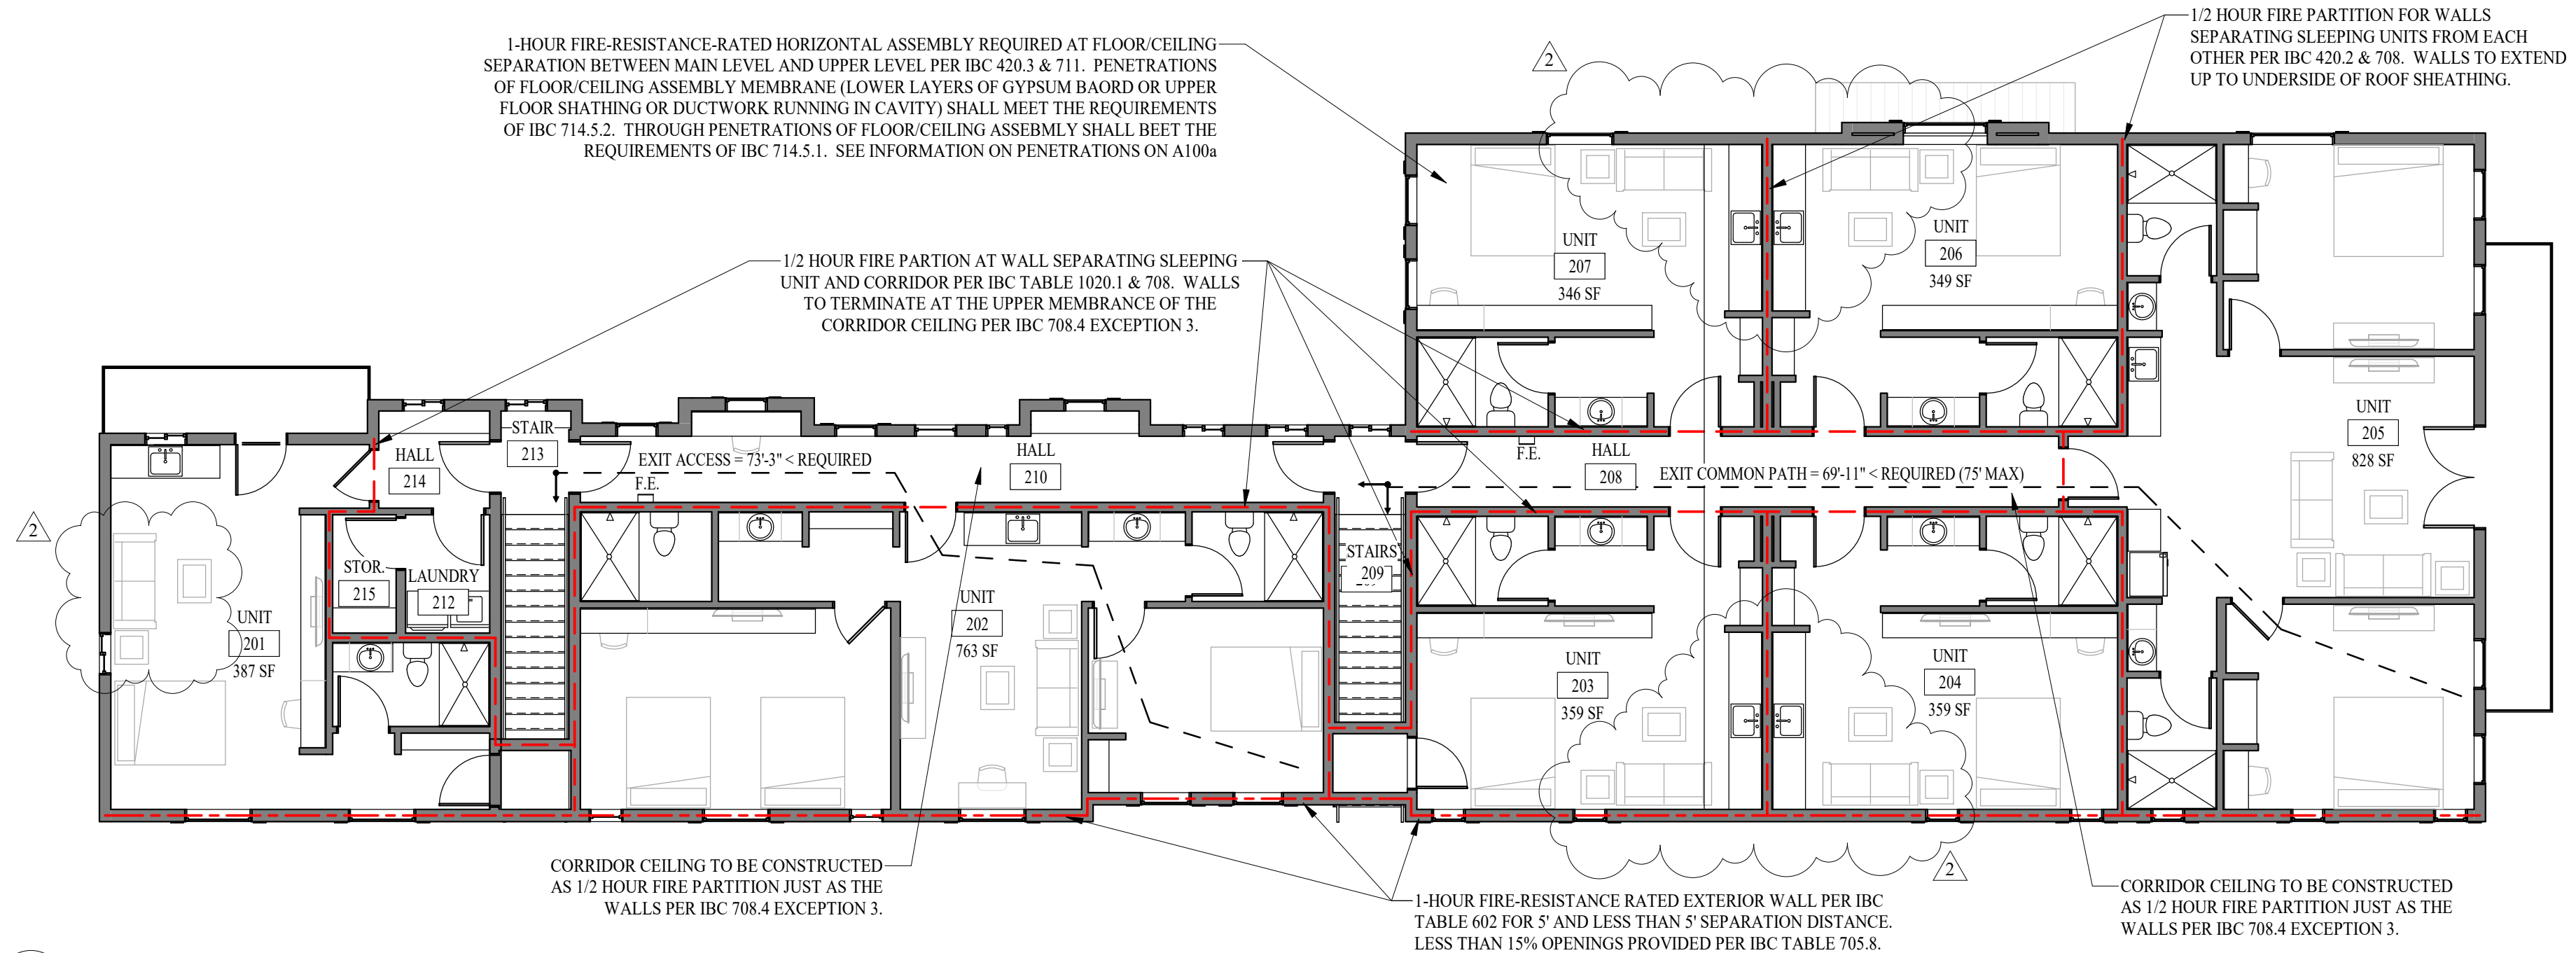 1-HOUR FIRE-RESISTANCE-RATED HORIZONTAL ASSEMBLY REQUIRED AT FLOOR/CEILING
SEPARATION BETWEEN MAIN LEVEL AND UPPER LEVEL PER IBC 420.3 & 711. PENETRATIONS
OF FLOOR/CEILING ASSEMBLY MEMBRANE (LOWER LAYERS OF GYPSUM BAORD OR UPPER
FLOOR SHATHING OR DUCTWORK RUNNING IN CAVITY) SHALL MEET THE REQUIREMENTS
OF IBC 714.5.2. THROUGH PENETRATIONS OF FLOOR/CEILING ASSEBMLY SHALL BEET THE
REQUIREMENTS OF IBC 714.5.1. SEE INFORMATION ON PENETRATIONS ON A100a
2
1/2 HOUR FIRE PARTITION FOR WALLS
SEPARATING SLEEPING UNITS FROM EACH
OTHER PER IBC 420.2 & 708. WALLS TO EXTEND
UP TO UNDERSIDE OF ROOF SHEATHING.
1/2 HOUR FIRE PARTION AT WALL SEPARATING SLEEPING
UNIT AND CORRIDOR PER IBC TABLE 1020.1 & 708. WALLS
TO TERMINATE AT THE UPPER MEMBRANCE OF THE
CORRIDOR CEILING PER IBC 708.4 EXCEPTION 3.
UNIT
207
346 SF
UNIT
206
349 SF
UNIT
205
828 SF
HALL
214
STAIR
213
EXIT ACCESS = 73'-3" < REQUIRED
F.E.
HALL
210
F.E.
HALL
208
EXIT COMMON PATH = 69'-11" < REQUIRED (75' MAX)
2
STOR.
215
LAUNDRY
212
STAIRS
209
UNIT
201
387 SF
UNIT
202
763 SF
UNIT
203
359 SF
UNIT
204
359 SF
CORRIDOR CEILING TO BE CONSTRUCTED
AS 1/2 HOUR FIRE PARTITION JUST AS THE
WALLS PER IBC 708.4 EXCEPTION 3.
1-HOUR FIRE-RESISTANCE RATED EXTERIOR WALL PER IBC
TABLE 602 FOR 5' AND LESS THAN 5' SEPARATION DISTANCE.
LESS THAN 15% OPENINGS PROVIDED PER IBC TABLE 705.8.
2
CORRIDOR CEILING TO BE CONSTRUCTED
AS 1/2 HOUR FIRE PARTITION JUST AS THE
WALLS PER IBC 708.4 EXCEPTION 3.